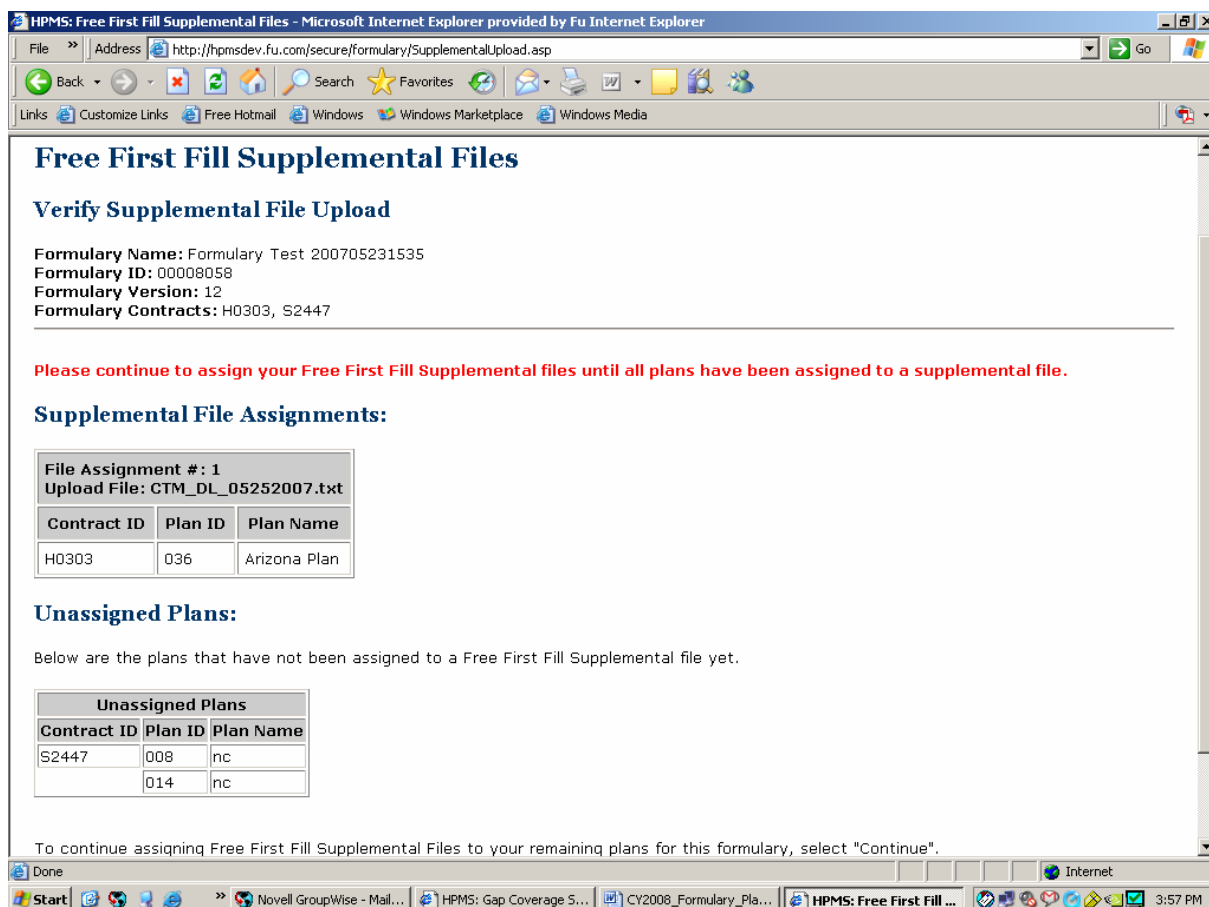 HPMS: Free First Fill Supplemental Files - Microsoft Internet Explorer provided by Fu Internet Explorer
File » Address http://hpmsdev.fu.com/secure/formulary/SupplementalUpload.asp Go
Back Search Favorites
Links Customize Links Free Hotmail Windows Windows Marketplace Windows Media
Free First Fill Supplemental Files
Verify Supplemental File Upload
Formulary Name: Formulary Test 200705231535
Formulary ID: 00008058
Formulary Version: 12
Formulary Contracts: H0303, S2447
Please continue to assign your Free First Fill Supplemental files until all plans have been assigned to a supplemental file.
Supplemental File Assignments:
File Assignment #: 1
Upload File: CTM_DL_05252007.txt
Contract ID Plan ID Plan Name
H0303 036 Arizona Plan
Unassigned Plans:
Below are the plans that have not been assigned to a Free First Fill Supplemental file yet.
Unassigned Plans
Contract ID Plan ID Plan Name
S2447 008 nc
014 nc
To continue assigning Free First Fill Supplemental Files to your remaining plans for this formulary, select "Continue".
Done Internet
Start » Novell GroupWise - Mail... HPMS: Gap Coverage S... CY2008_Formulary_Pla... HPMS: Free First Fill ... 3:57 PM